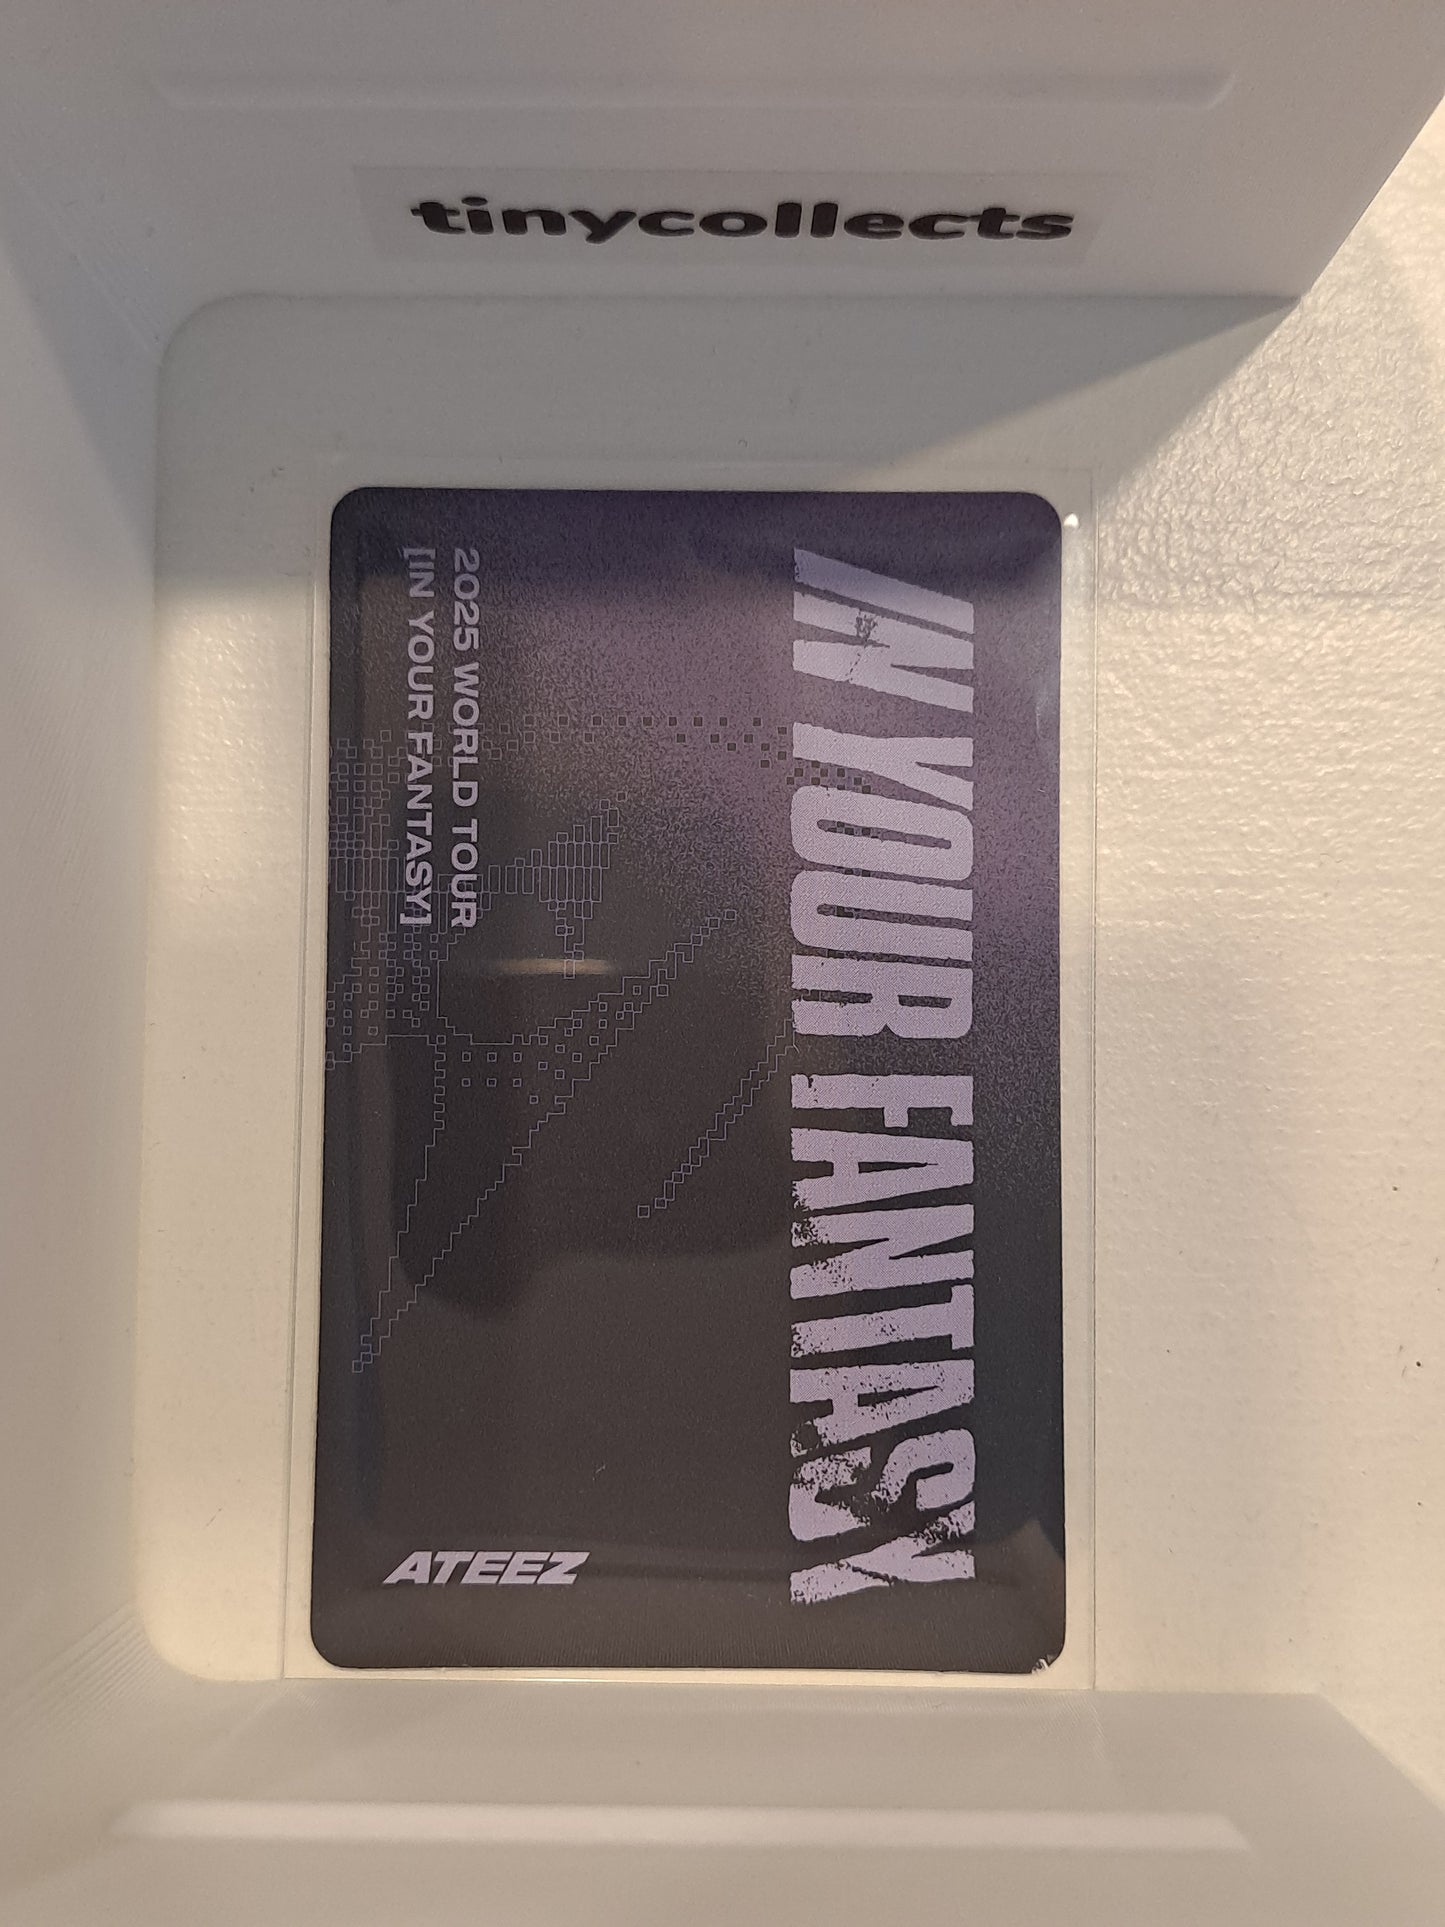 tinycollects
IN YOUR FANTASY
2025 WORLD TOUR
[IN YOUR FANTASY]
ATEEZ